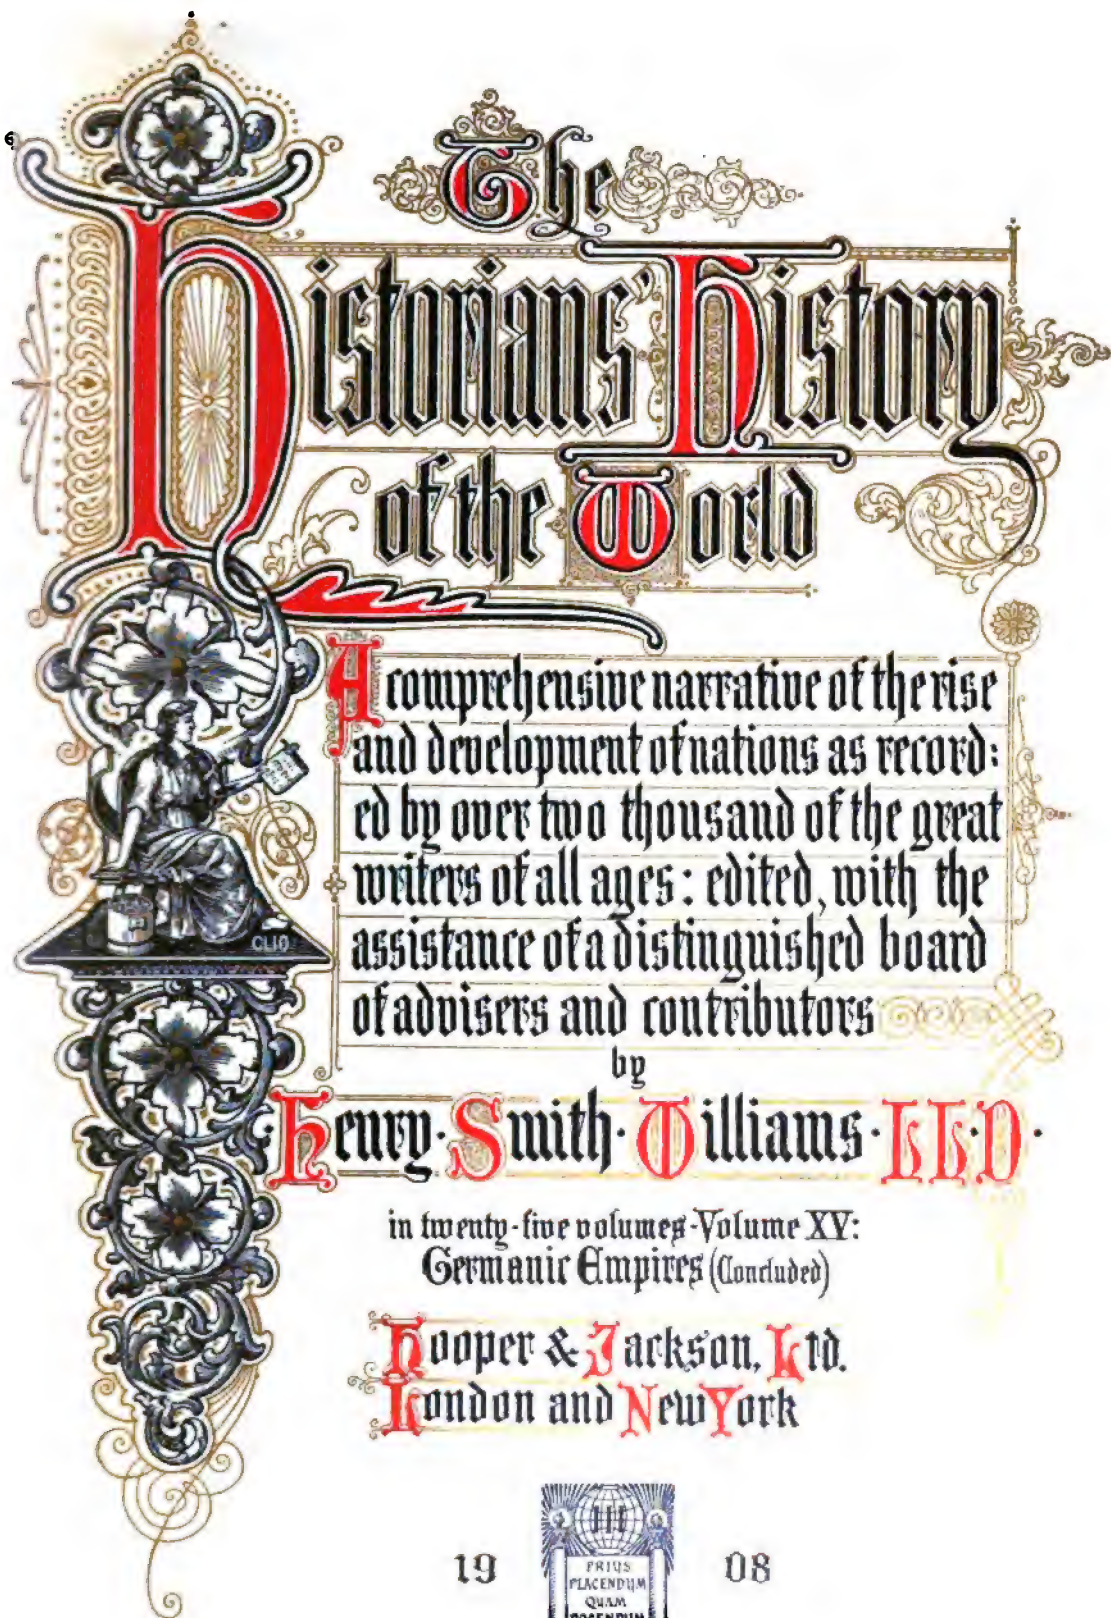 The
Historians' History
of the World
A comprehensive narrative of the rise
and development of nations as record:
ed by over two thousand of the great
writers of all ages: edited, with the
assistance of a distinguished board
of advisers and contributors
by
Henry · Smith · Williams · LL·D ·
in twenty-five volumes-Volume XV:
Germanic Empires (Concluded)
Hooper & Jackson, Ltd.
London and New York
CLIO
19 08
PRIUS
PLACENDUM
QUAM
DOCENDUM